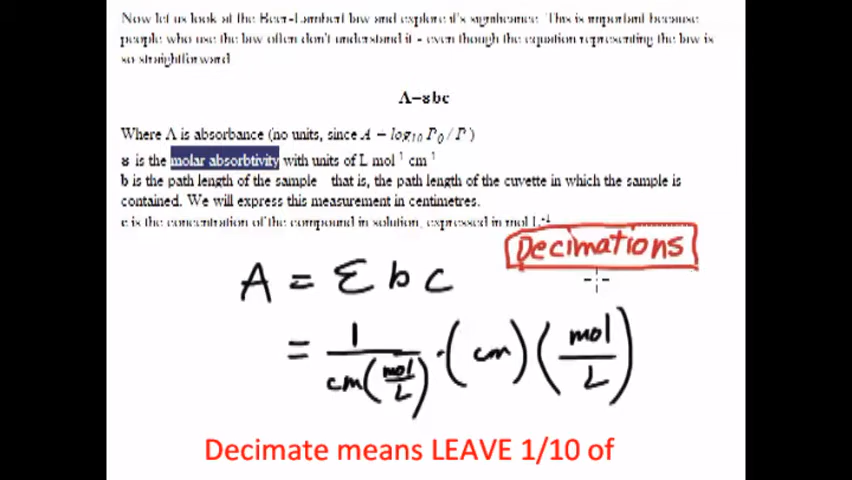 Now let us look at the Beer-Lambert law and explore it's significance. This is important because
people who use the law often don't understand it - even though the equation representing the law is
so straightforward
A=εbc
Where A is absorbance (no units, since A = log₁₀ P₀ / P )
ε is the molar absorbtivity with units of L mol⁻¹ cm⁻¹
b is the path length of the sample - that is, the path length of the cuvette in which the sample is
contained. We will express this measurement in centimetres.
c is the concentration of the compound in solution, expressed in mol L⁻¹
Decimations
A = Σ b c
= 1 / cm(mol/L) · (cm) (mol/L)
Decimate means LEAVE 1/10 of